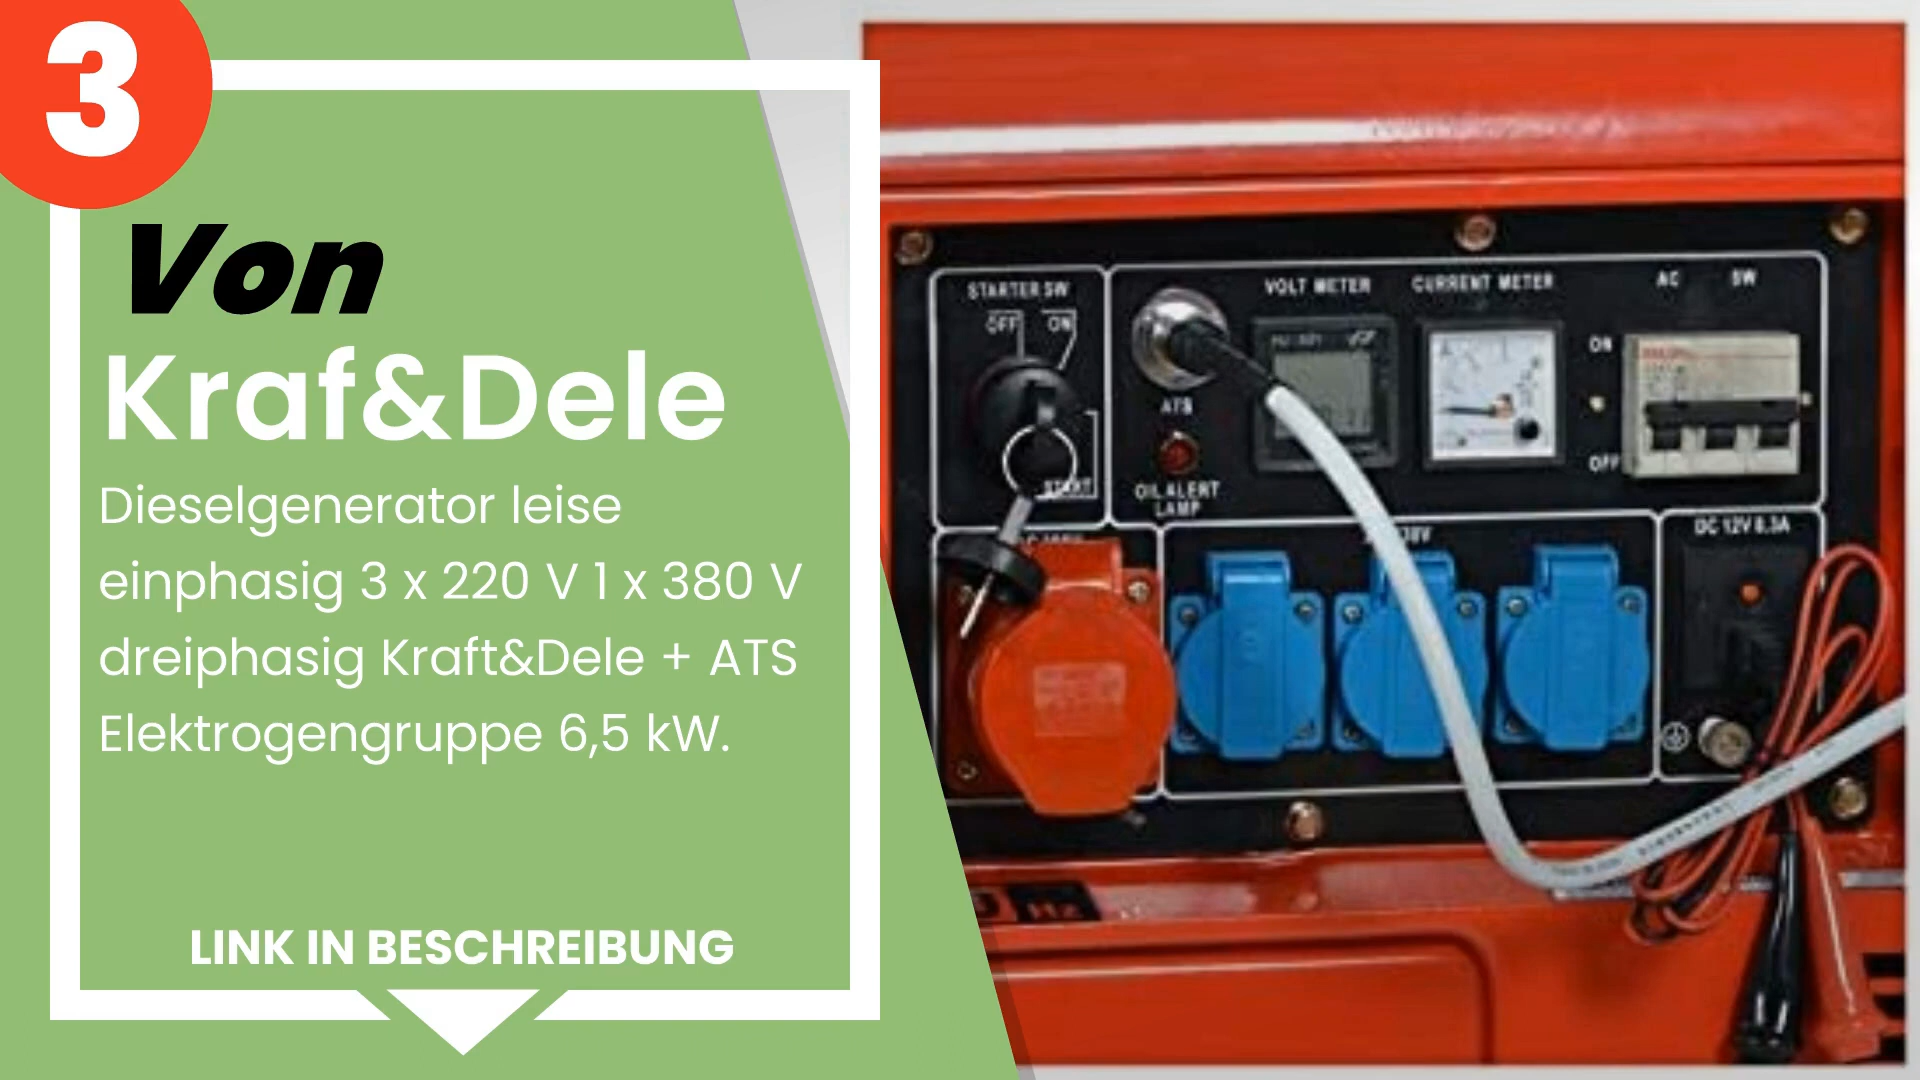 3
Von
Kraf&Dele
Dieselgenerator leise
einphasig 3 x 220 V 1 x 380 V
dreiphasig Kraft&Dele + ATS
Elektrogengruppe 6,5 kW.
LINK IN BESCHREIBUNG
STARTER SW
OFF ON
START
ATS
OIL ALERT
LAMP
VOLT METER
CURRENT METER
AC SW
ON
OFF
DC 12V 8.3A
Hz